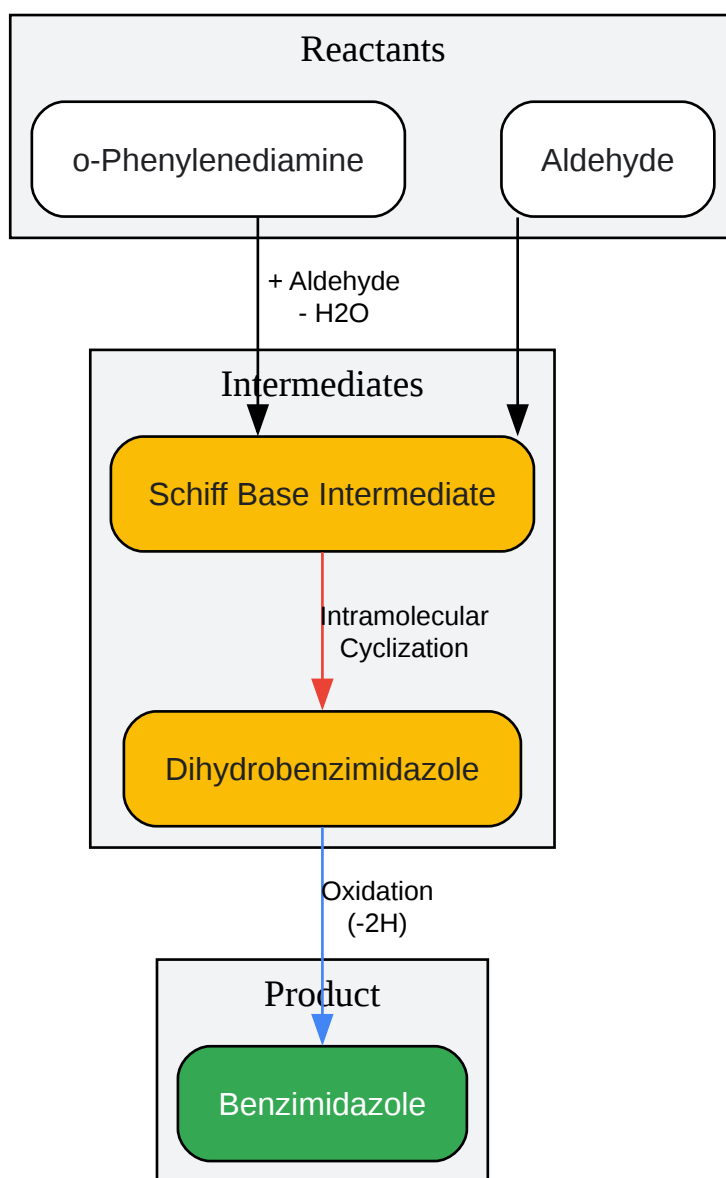 Reactants
o-Phenylenediamine
Aldehyde
+ Aldehyde
- H2O
Intermediates
Schiff Base Intermediate
Intramolecular
Cyclization
Dihydrobenzimidazole
Oxidation
(-2H)
Product
Benzimidazole